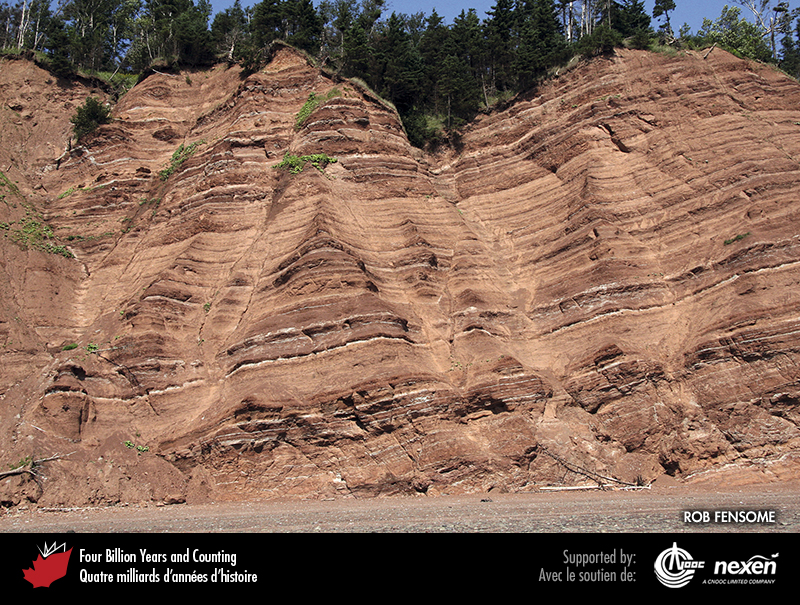 ROB FENSOME
Four Billion Years and Counting
Quatre milliards d'années d'histoire
Supported by:
Avec le soutien de:
CNOOC
nexen
A CNOOC LIMITED COMPANY